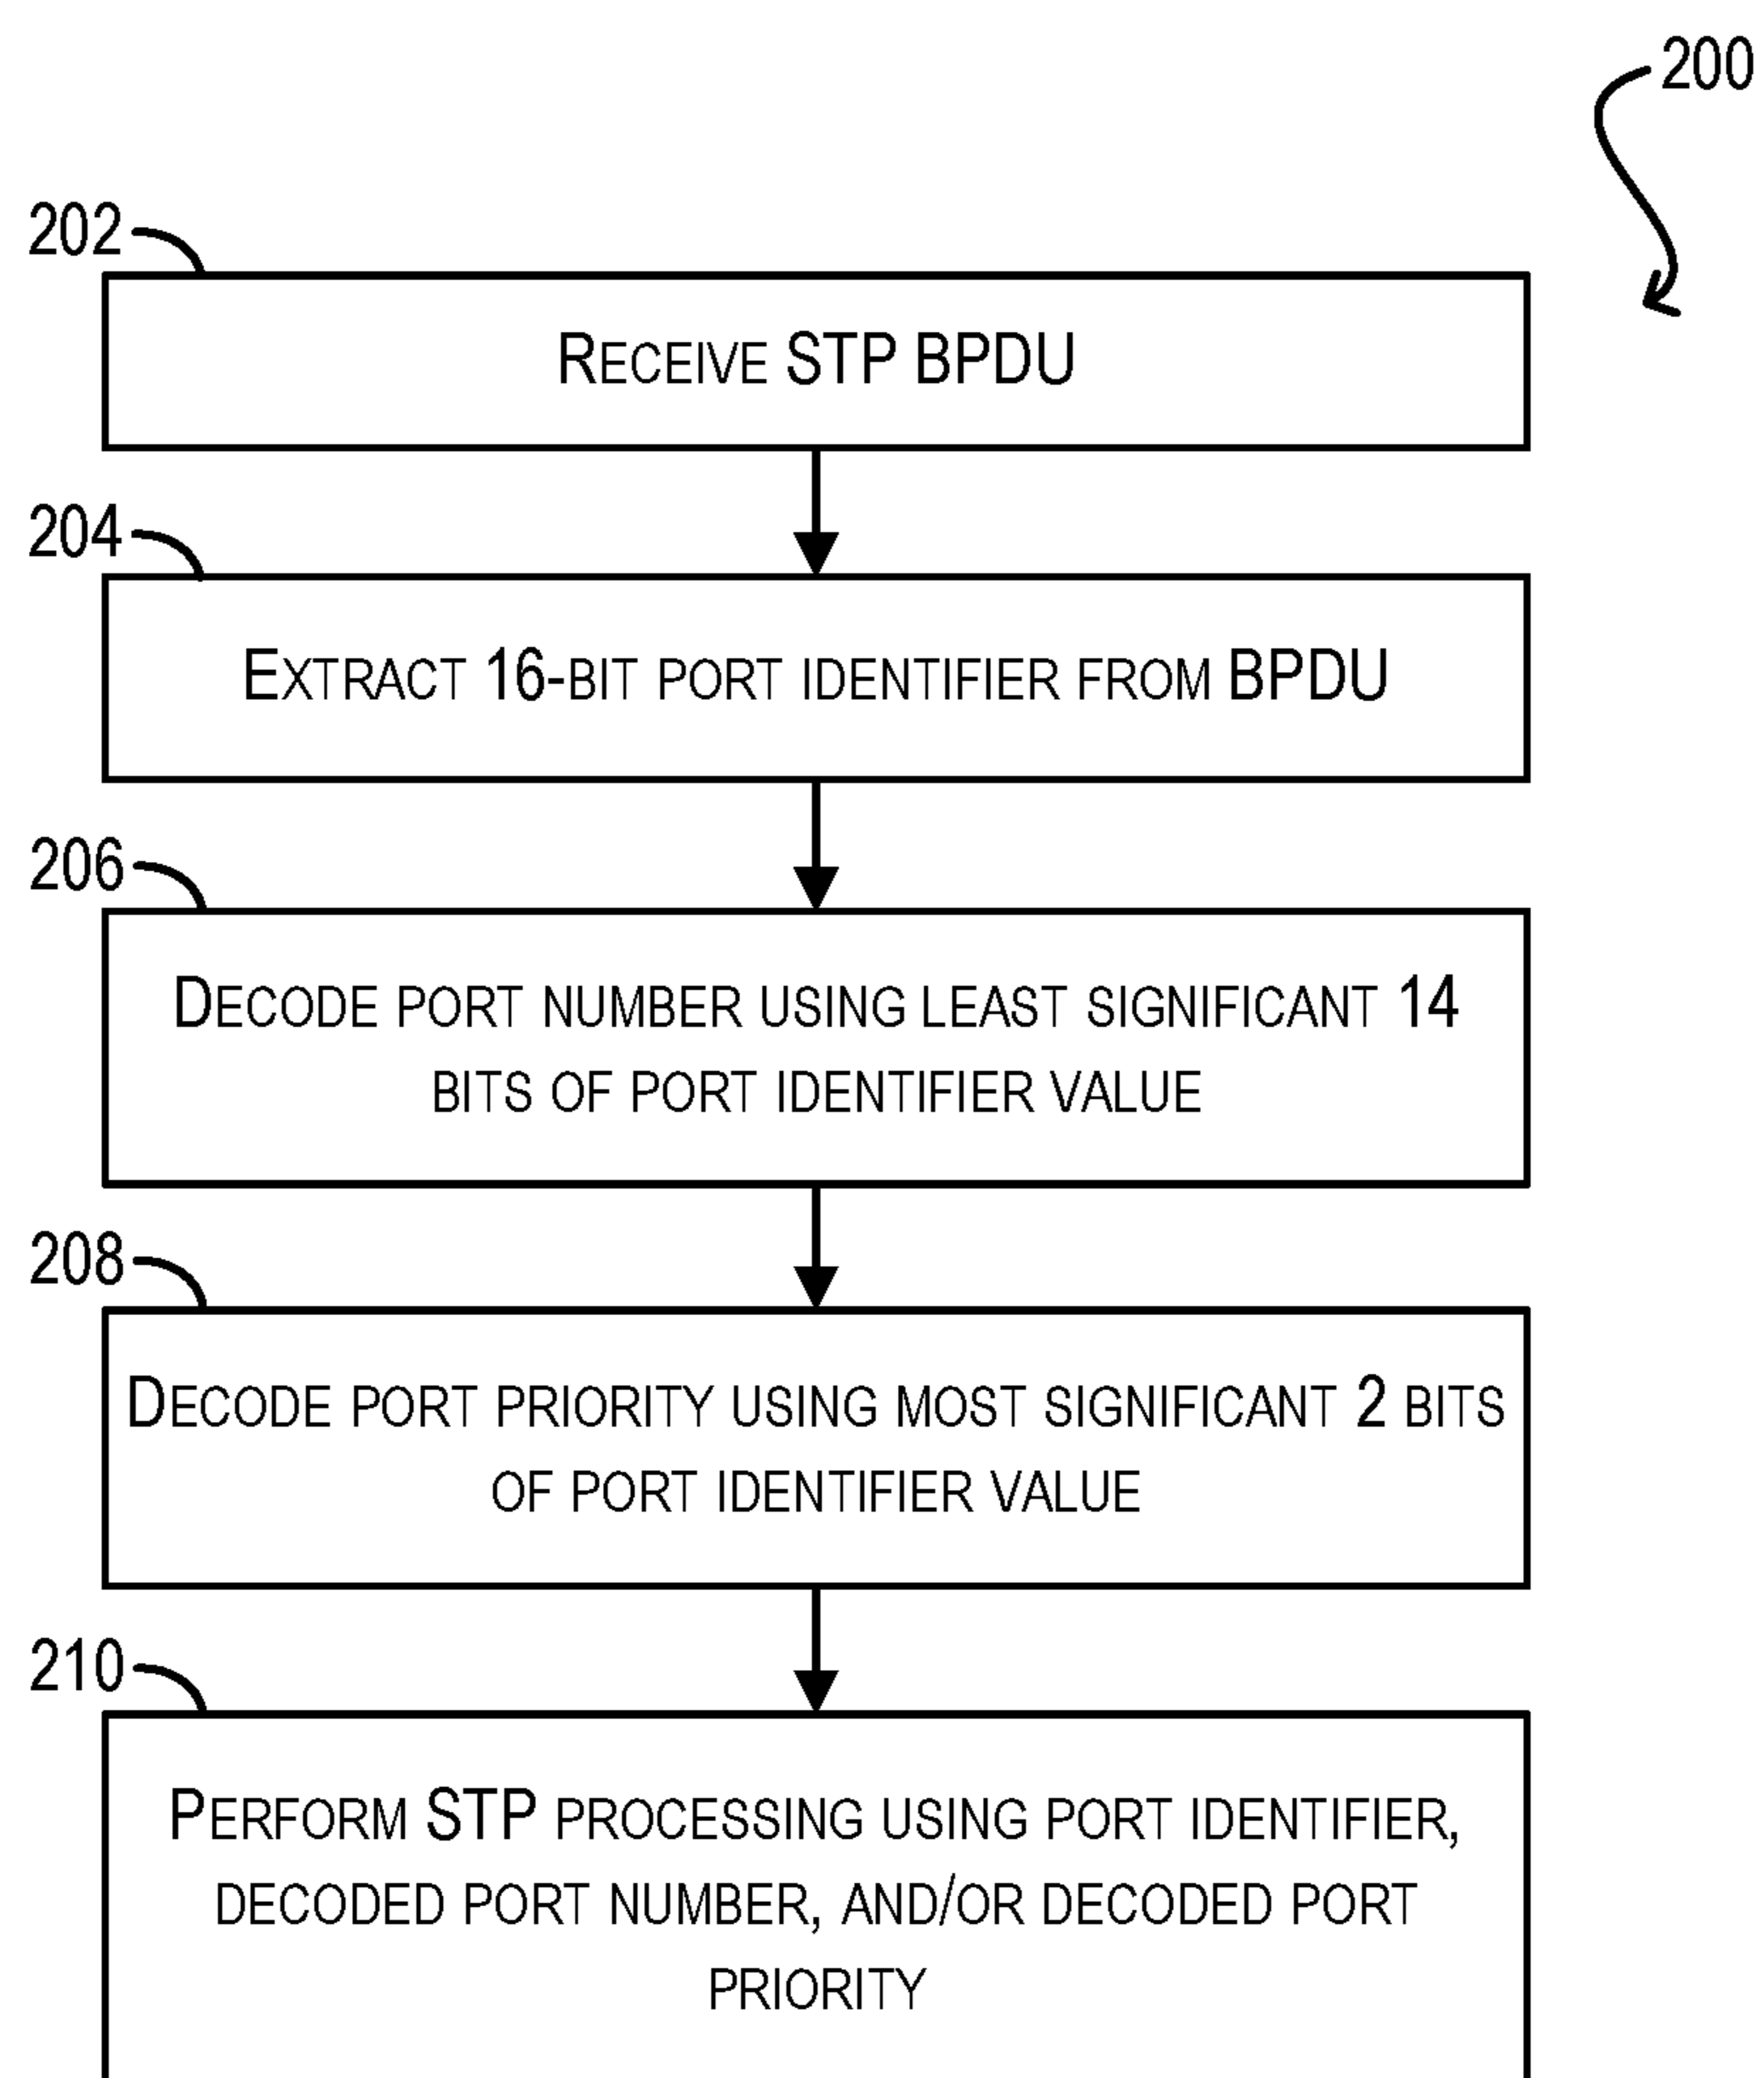 200
202
RECEIVE STP BPDU
204
EXTRACT 16-BIT PORT IDENTIFIER FROM BPDU
206
DECODE PORT NUMBER USING LEAST SIGNIFICANT 14
BITS OF PORT IDENTIFIER VALUE
208
DECODE PORT PRIORITY USING MOST SIGNIFICANT 2 BITS
OF PORT IDENTIFIER VALUE
210
PERFORM STP PROCESSING USING PORT IDENTIFIER,
DECODED PORT NUMBER, AND/OR DECODED PORT
PRIORITY